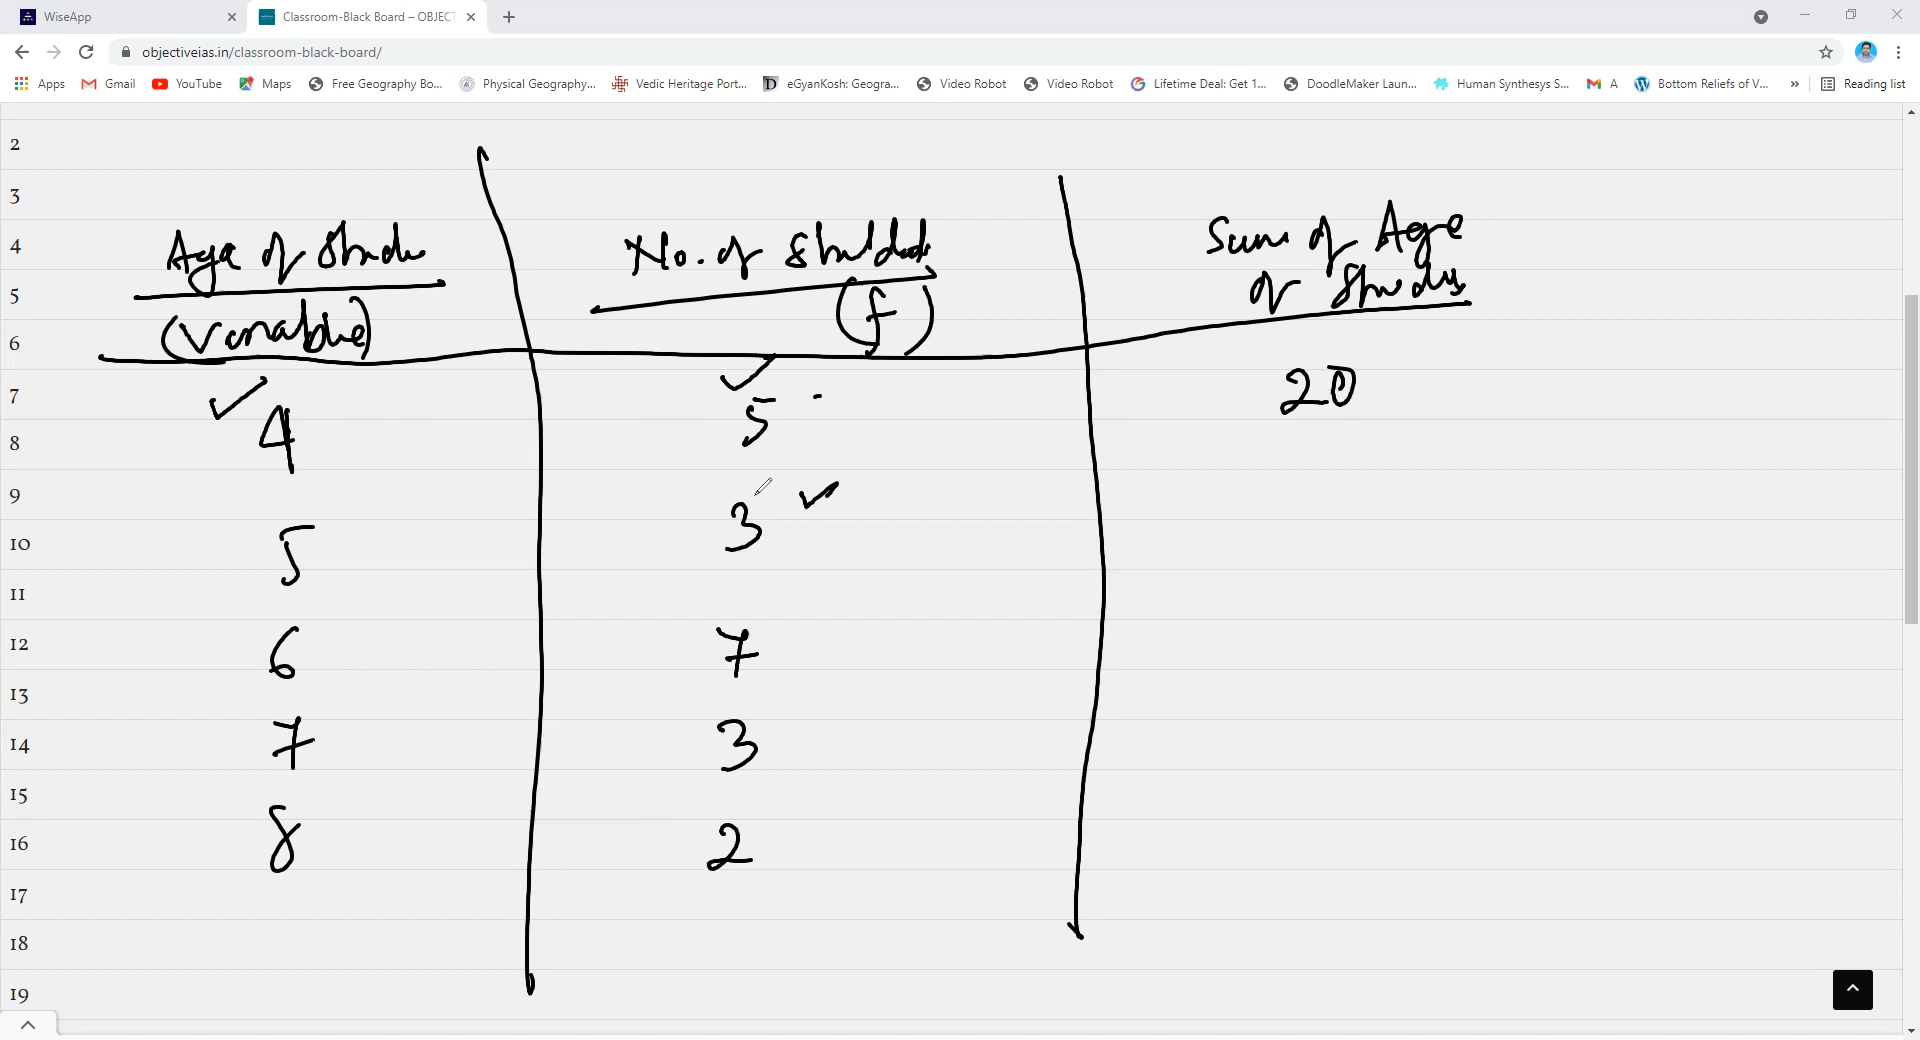 WiseApp
Classroom-Black Board – OBJECT
objectiveias.in/classroom-black-board/
Apps Gmail YouTube Maps Free Geography Bo... Physical Geography,... Vedic Heritage Port... eGyanKosh: Geogra... Video Robot Video Robot Lifetime Deal: Get 1... DoodleMaker Laun... Human Synthesys S... A Bottom Reliefs of V... » Reading list
2
3
4 Age of No. of Sum of Age
5 of
(f)
6 (Variable)
7 20
4 5
8
9
3
10 5
11
12 6 7
13
14 7 3
15
16 8 2
17
18
19